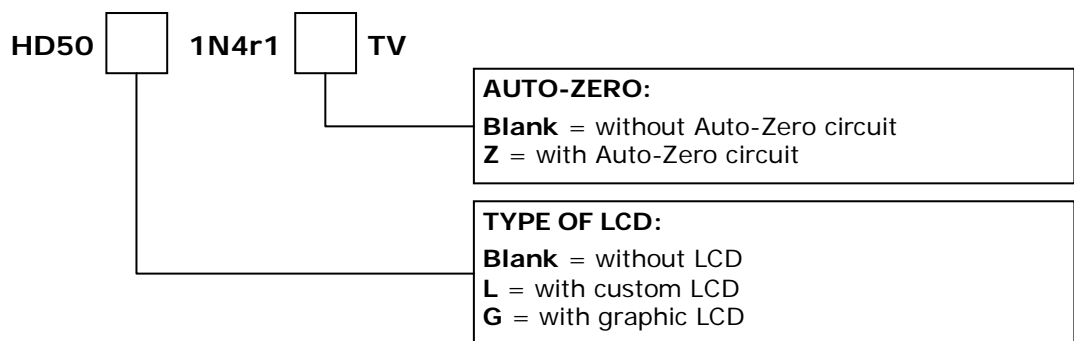 HD50 1N4r1 TV
AUTO-ZERO:
Blank = without Auto-Zero circuit
Z = with Auto-Zero circuit
TYPE OF LCD:
Blank = without LCD
L = with custom LCD
G = with graphic LCD